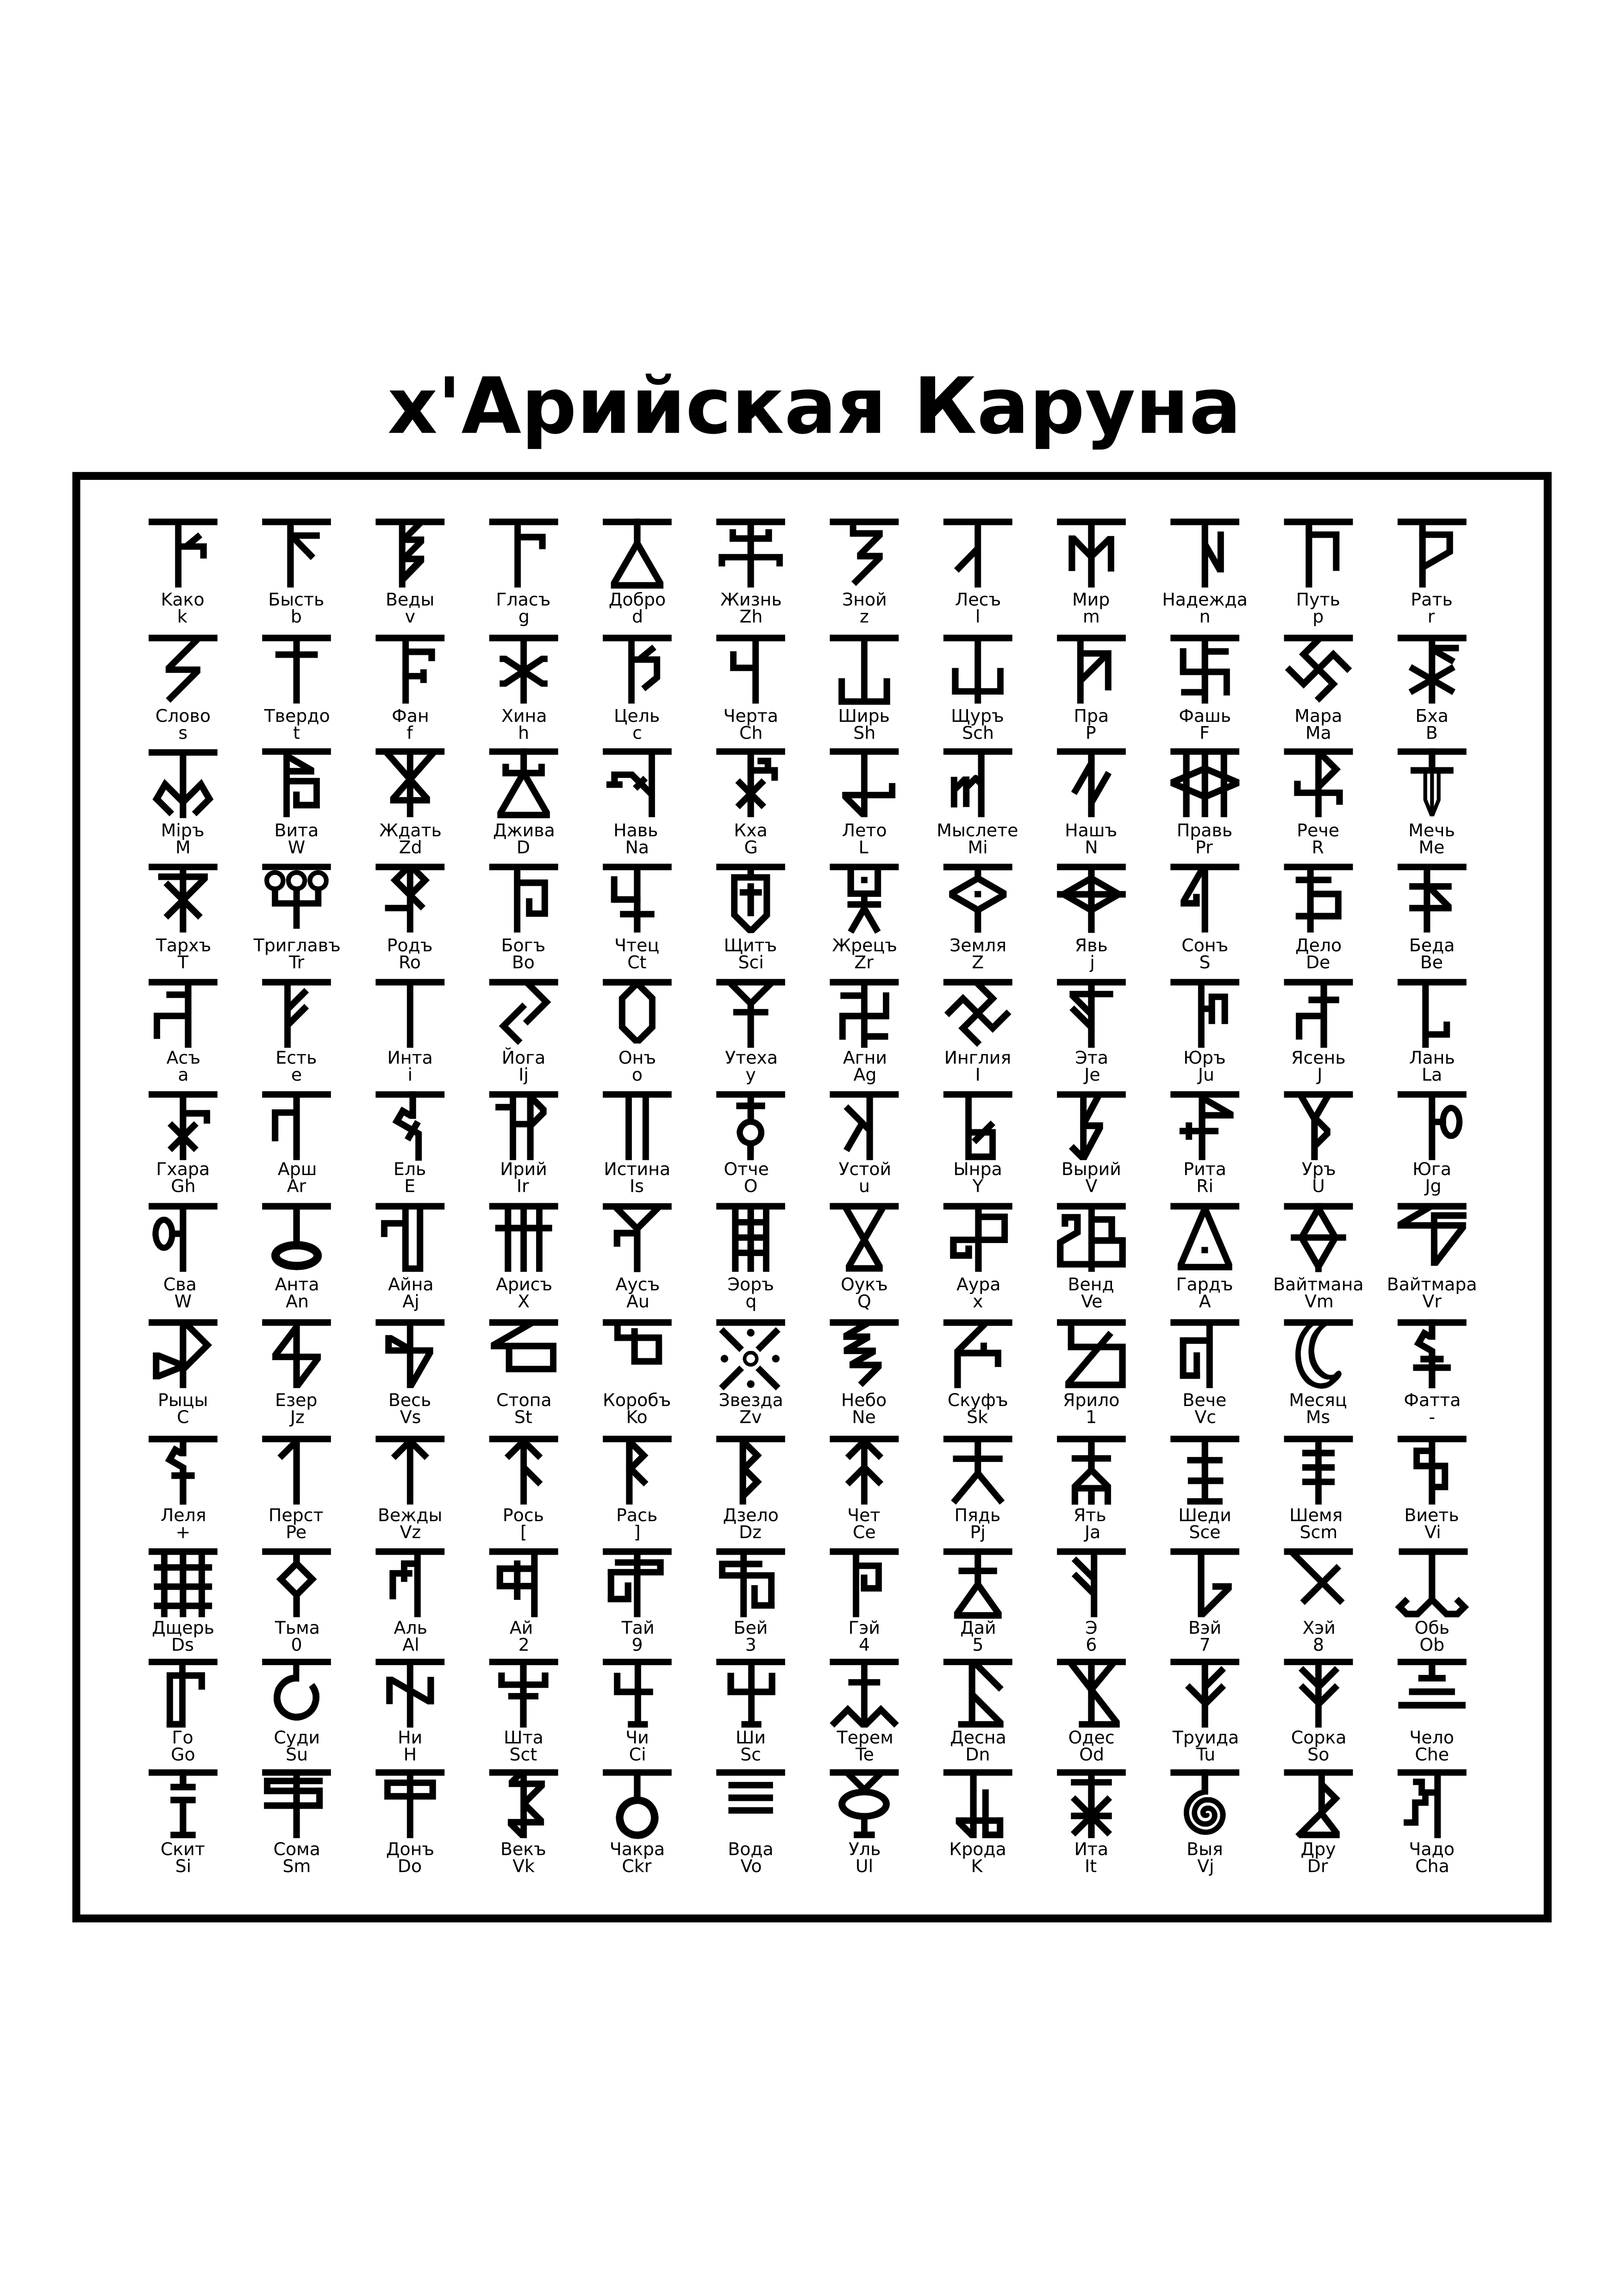 х'Арийская Каруна
Како Бысть Веды Гласъ Добро Жизнь Зной Лесъ Мир Надежда Путь Рать
k b v g d Zh z l m n p r
Слово Твердо Фан Хина Цель Черта Ширь Щуръ Пра Фашь Мара Бха
s t f h c Ch Sh Sch P F Ma B
Мiръ Вита Ждать Джива Навь Кха Лето Мыслете Нашъ Правь Рече Мечь
M W Zd D Na G L Mi N Pr R Me
Тархъ Триглавъ Родъ Богъ Чтец Щитъ Жрецъ Земля Явь Сонъ Дело Беда
T Tr Ro Bo Ct Sci Zr Z j S De Be
Асъ Есть Инта Йога Онъ Утеха Агни Инглия Эта Юръ Ясень Лань
a e i Ij o y Ag I Je Ju J La
Гхара Арш Ель Ирий Истина Отче Устой Ынра Вырий Рита Уръ Юга
Gh Ar E Ir Is O u Y V Ri U Jg
Сва Анта Айна Арисъ Аусъ Эоръ Оукъ Аура Венд Гардъ Вайтмана Вайтмара
W An Aj X Au q Q x Ve A Vm Vr
Рыцы Езер Весь Стопа Коробъ Звезда Небо Скуфъ Ярило Вече Месяц Фатта
C Jz Vs St Ko Zv Ne Sk 1 Vc Ms -
Леля Перст Вежды Рось Рась Дзело Чет Пядь Ять Шеди Шемя Виеть
+ Pe Vz [ ] Dz Ce Pj Ja Sce Scm Vi
Дщерь Тьма Аль Ай Тай Бей Гэй Дай Э Вэй Хэй Обь
Ds 0 Al 2 9 3 4 5 6 7 8 Ob
Го Суди Ни Шта Чи Ши Терем Десна Одес Труида Сорка Чело
Go Su H Sct Ci Sc Te Dn Od Tu So Che
Скит Сома Донъ Векъ Чакра Вода Уль Крода Ита Выя Дру Чадо
Si Sm Do Vk Ckr Vo Ul K It Vj Dr Cha